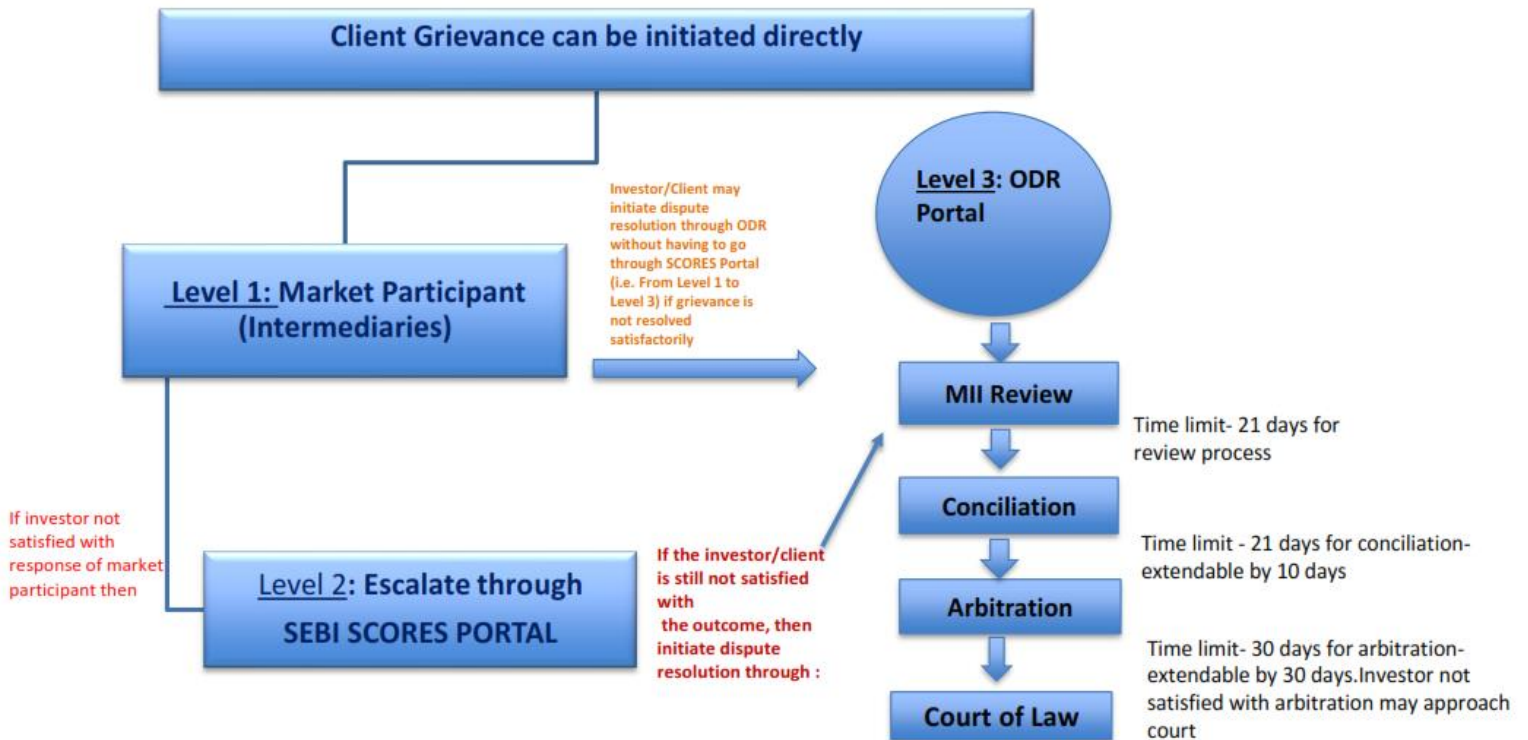 Client Grievance can be initiated directly
Level 1: Market Participant
(Intermediaries)
Investor/Client may
initiate dispute
resolution through ODR
without having to go
through SCORES Portal
(i.e. From Level 1 to
Level 3) if grievance is
not resolved
satisfactorily
If investor not
satisfied with
response of market
participant then
Level 2: Escalate through
SEBI SCORES PORTAL
If the investor/client
is still not satisfied
with
the outcome, then
initiate dispute
resolution through :
Level 3: ODR
Portal
MII Review
Time limit- 21 days for
review process
Conciliation
Time limit - 21 days for conciliation-
extendable by 10 days
Arbitration
Time limit- 30 days for arbitration-
extendable by 30 days.Investor not
satisfied with arbitration may approach
court
Court of Law